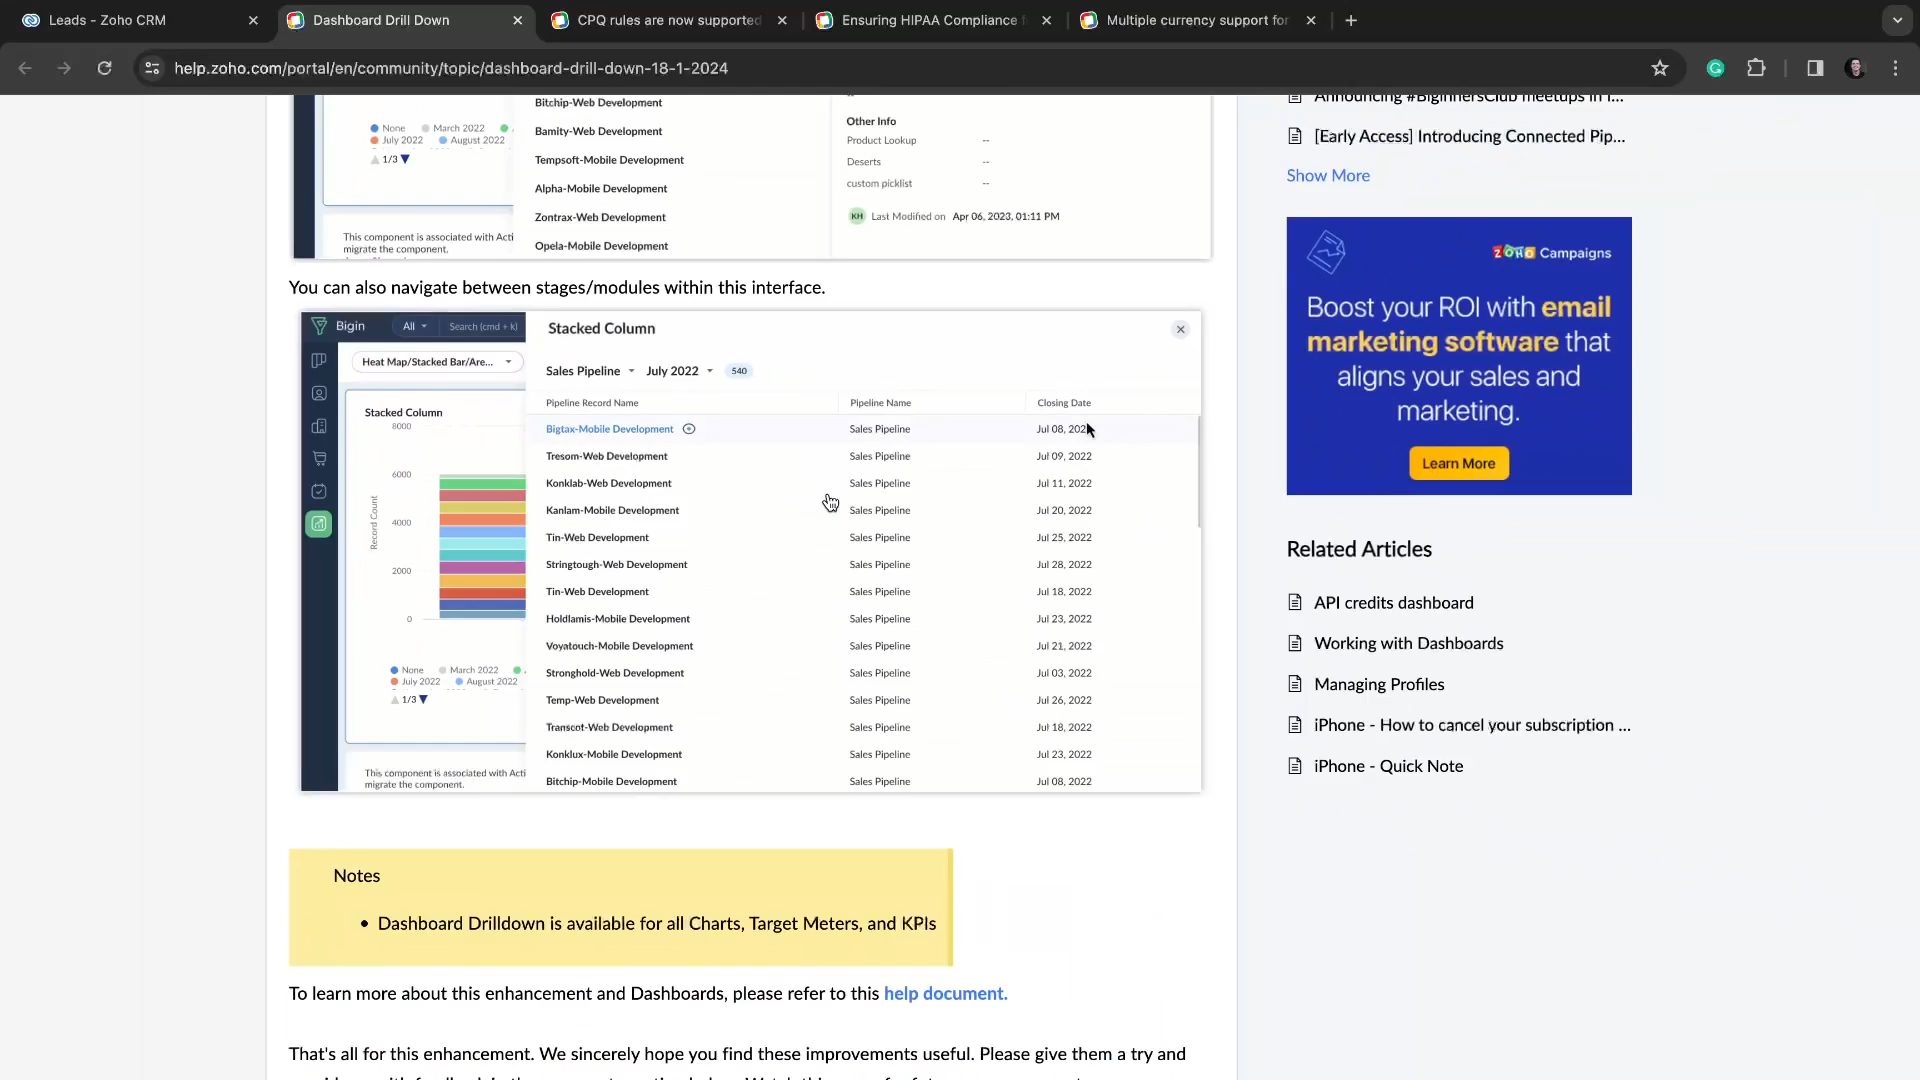 Leads - Zoho CRM
Dashboard Drill Down
CPQ rules are now supported
Ensuring HIPAA Compliance f
Multiple currency support for
help.zoho.com/portal/en/community/topic/dashboard-drill-down-18-1-2024
Bitchip-Web Development
None March 2022
July 2022 August 2022
1/3
Bamity-Web Development
Tempsoft-Mobile Development
Alpha-Mobile Development
Zontrax-Web Development
Opela-Mobile Development
This component is associated with Acti
migrate the component.
Other Info
Product Lookup --
Deserts --
custom picklist --
KH Last Modified on Apr 06, 2023, 01:11 PM
You can also navigate between stages/modules within this interface.
Bigin All Search (cmd + k)
Heat Map/Stacked Bar/Are...
Stacked Column
8000
6000
4000
2000
0
Record Count
None March 2022
July 2022 August 2022
1/3
This component is associated with Acti
migrate the component.
Stacked Column
Sales Pipeline July 2022 540
Pipeline Record Name Pipeline Name Closing Date
Bigtax-Mobile Development Sales Pipeline Jul 08, 202
Tresom-Web Development Sales Pipeline Jul 09, 2022
Konklab-Web Development Sales Pipeline Jul 11, 2022
Kanlam-Mobile Development Sales Pipeline Jul 20, 2022
Tin-Web Development Sales Pipeline Jul 25, 2022
Stringtough-Web Development Sales Pipeline Jul 28, 2022
Tin-Web Development Sales Pipeline Jul 18, 2022
Holdlamis-Mobile Development Sales Pipeline Jul 23, 2022
Voyatouch-Mobile Development Sales Pipeline Jul 21, 2022
Stronghold-Web Development Sales Pipeline Jul 03, 2022
Temp-Web Development Sales Pipeline Jul 26, 2022
Transcot-Web Development Sales Pipeline Jul 18, 2022
Konklux-Mobile Development Sales Pipeline Jul 23, 2022
Bitchip-Mobile Development Sales Pipeline Jul 08, 2022
Notes
• Dashboard Drilldown is available for all Charts, Target Meters, and KPIs
To learn more about this enhancement and Dashboards, please refer to this help document.
That's all for this enhancement. We sincerely hope you find these improvements useful. Please give them a try and
Announcing #BiginnersClub meetups in I...
[Early Access] Introducing Connected Pip...
Show More
ZOHO Campaigns
Boost your ROI with email
marketing software that
aligns your sales and
marketing.
Learn More
Related Articles
API credits dashboard
Working with Dashboards
Managing Profiles
iPhone - How to cancel your subscription ...
iPhone - Quick Note